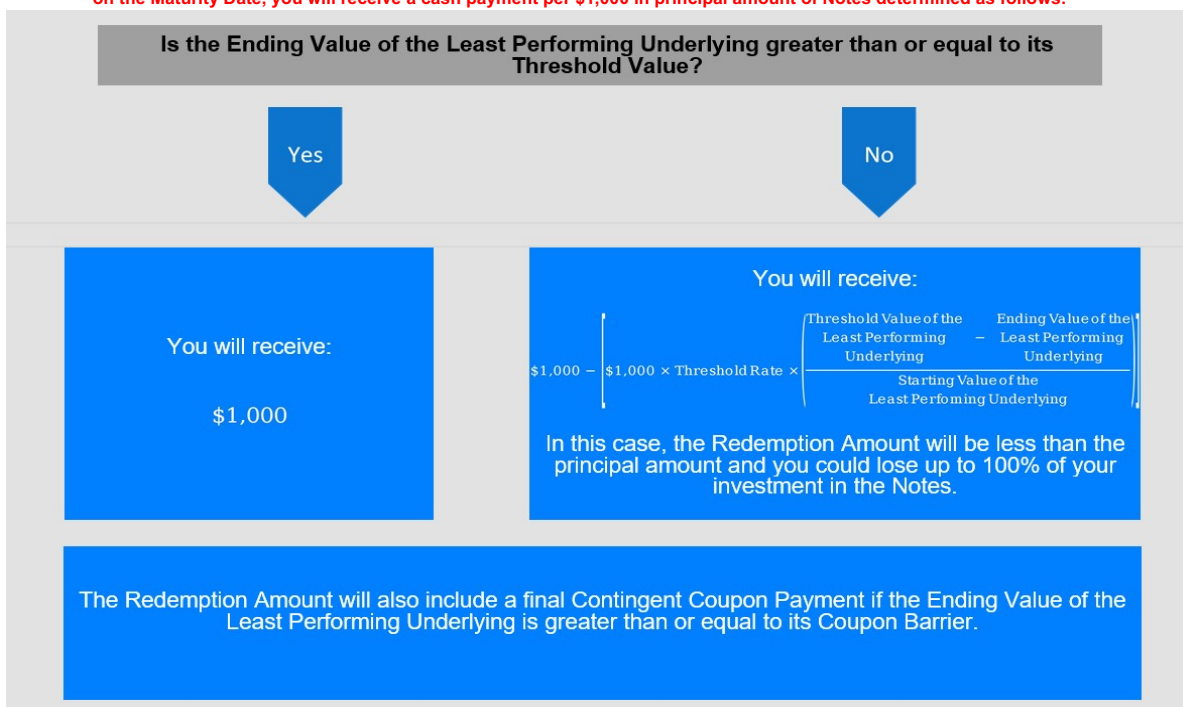 on the Maturity Date, you will receive a cash payment per $1,000 in principal amount of Notes determined as follows:
Is the Ending Value of the Least Performing Underlying greater than or equal to its
Threshold Value?
Yes
No
You will receive:
$1,000
You will receive:
$1,000 − [$1,000 × Threshold Rate × (
Threshold Value of the
Least Performing
Underlying
−
Ending Value of the
Least Performing
Underlying
Starting Value of the
Least Perfoming Underlying
)]
In this case, the Redemption Amount will be less than the
principal amount and you could lose up to 100% of your
investment in the Notes.
The Redemption Amount will also include a final Contingent Coupon Payment if the Ending Value of the
Least Performing Underlying is greater than or equal to its Coupon Barrier.